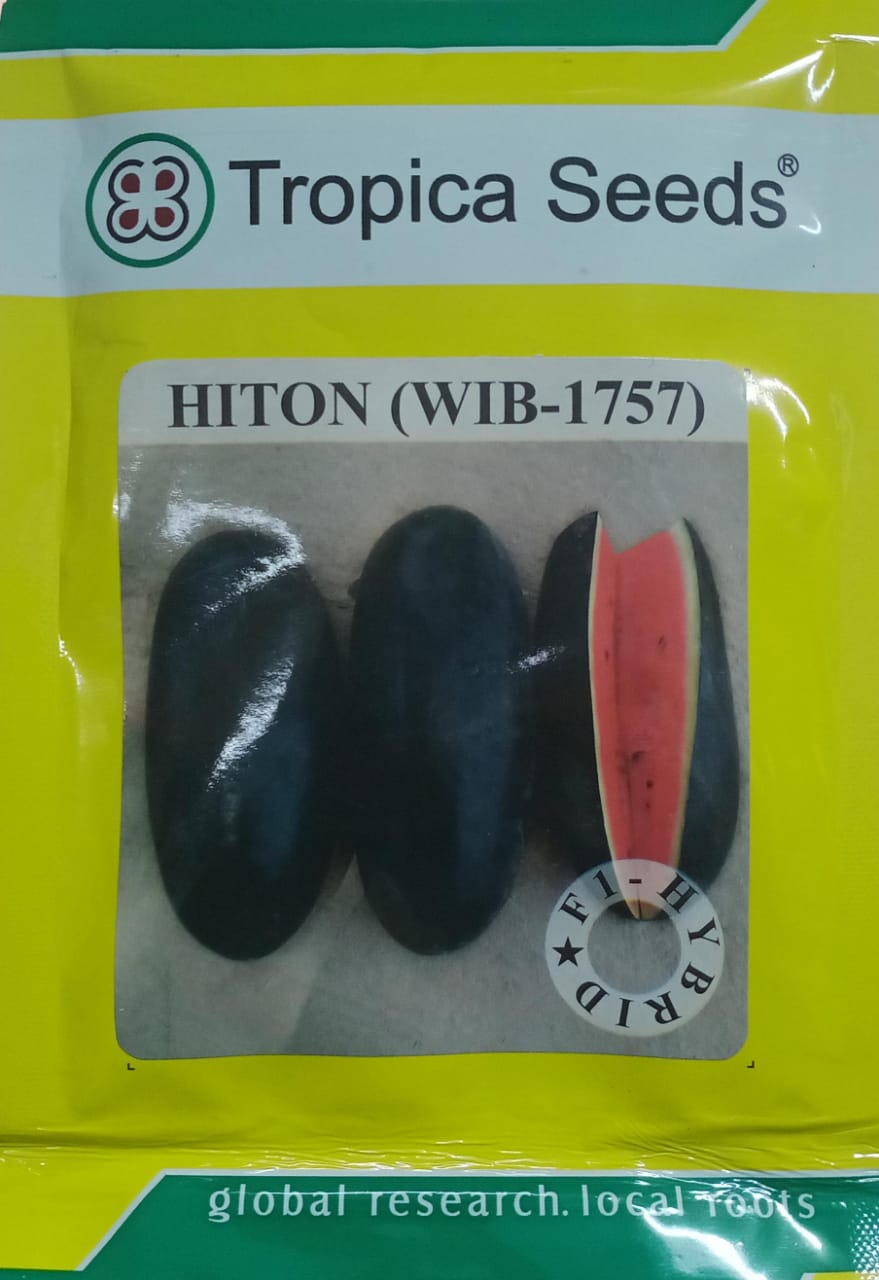 Tropica Seeds®
HITON (WIB-1757)
F1-HYBRID ★
global research. local roots